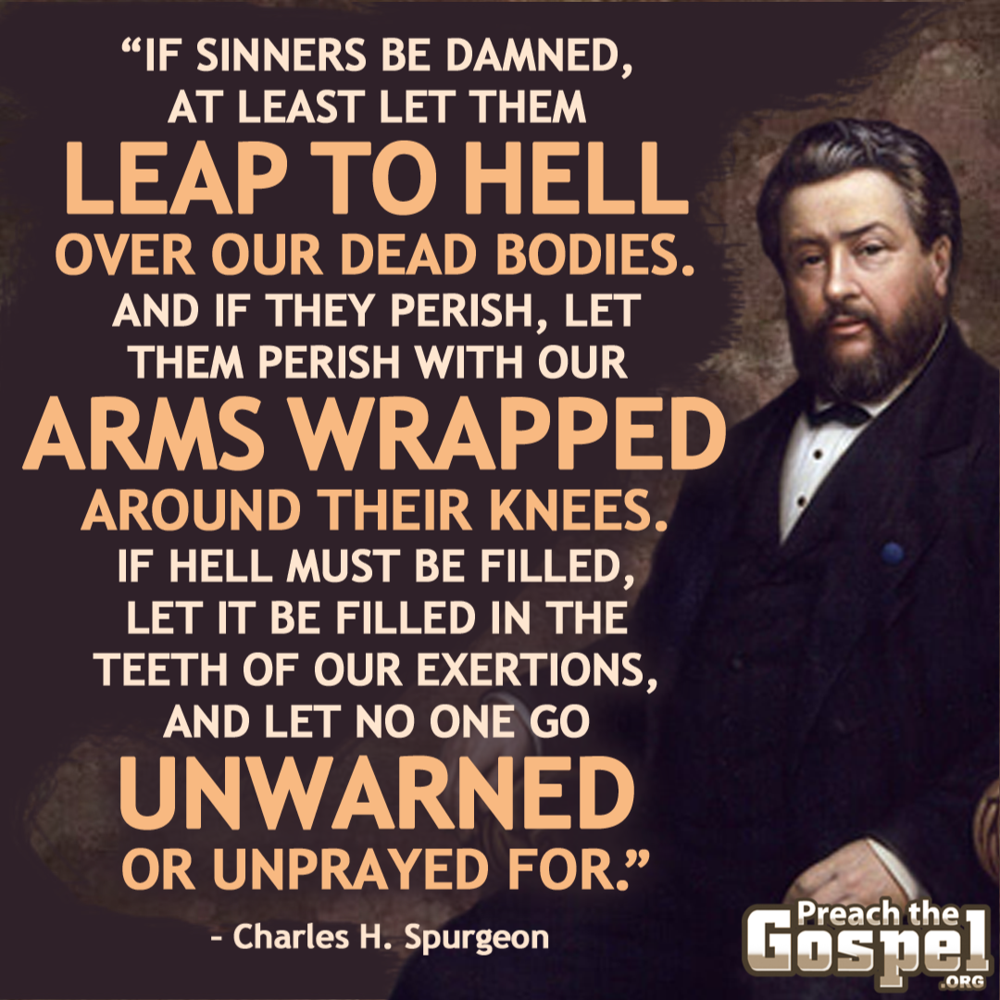 “IF SINNERS BE DAMNED,
AT LEAST LET THEM
LEAP TO HELL
OVER OUR DEAD BODIES.
AND IF THEY PERISH, LET
THEM PERISH WITH OUR
ARMS WRAPPED
AROUND THEIR KNEES.
IF HELL MUST BE FILLED,
LET IT BE FILLED IN THE
TEETH OF OUR EXERTIONS,
AND LET NO ONE GO
UNWARNED
OR UNPRAYED FOR.”
– Charles H. Spurgeon
Preach the
Gospel
.ORG